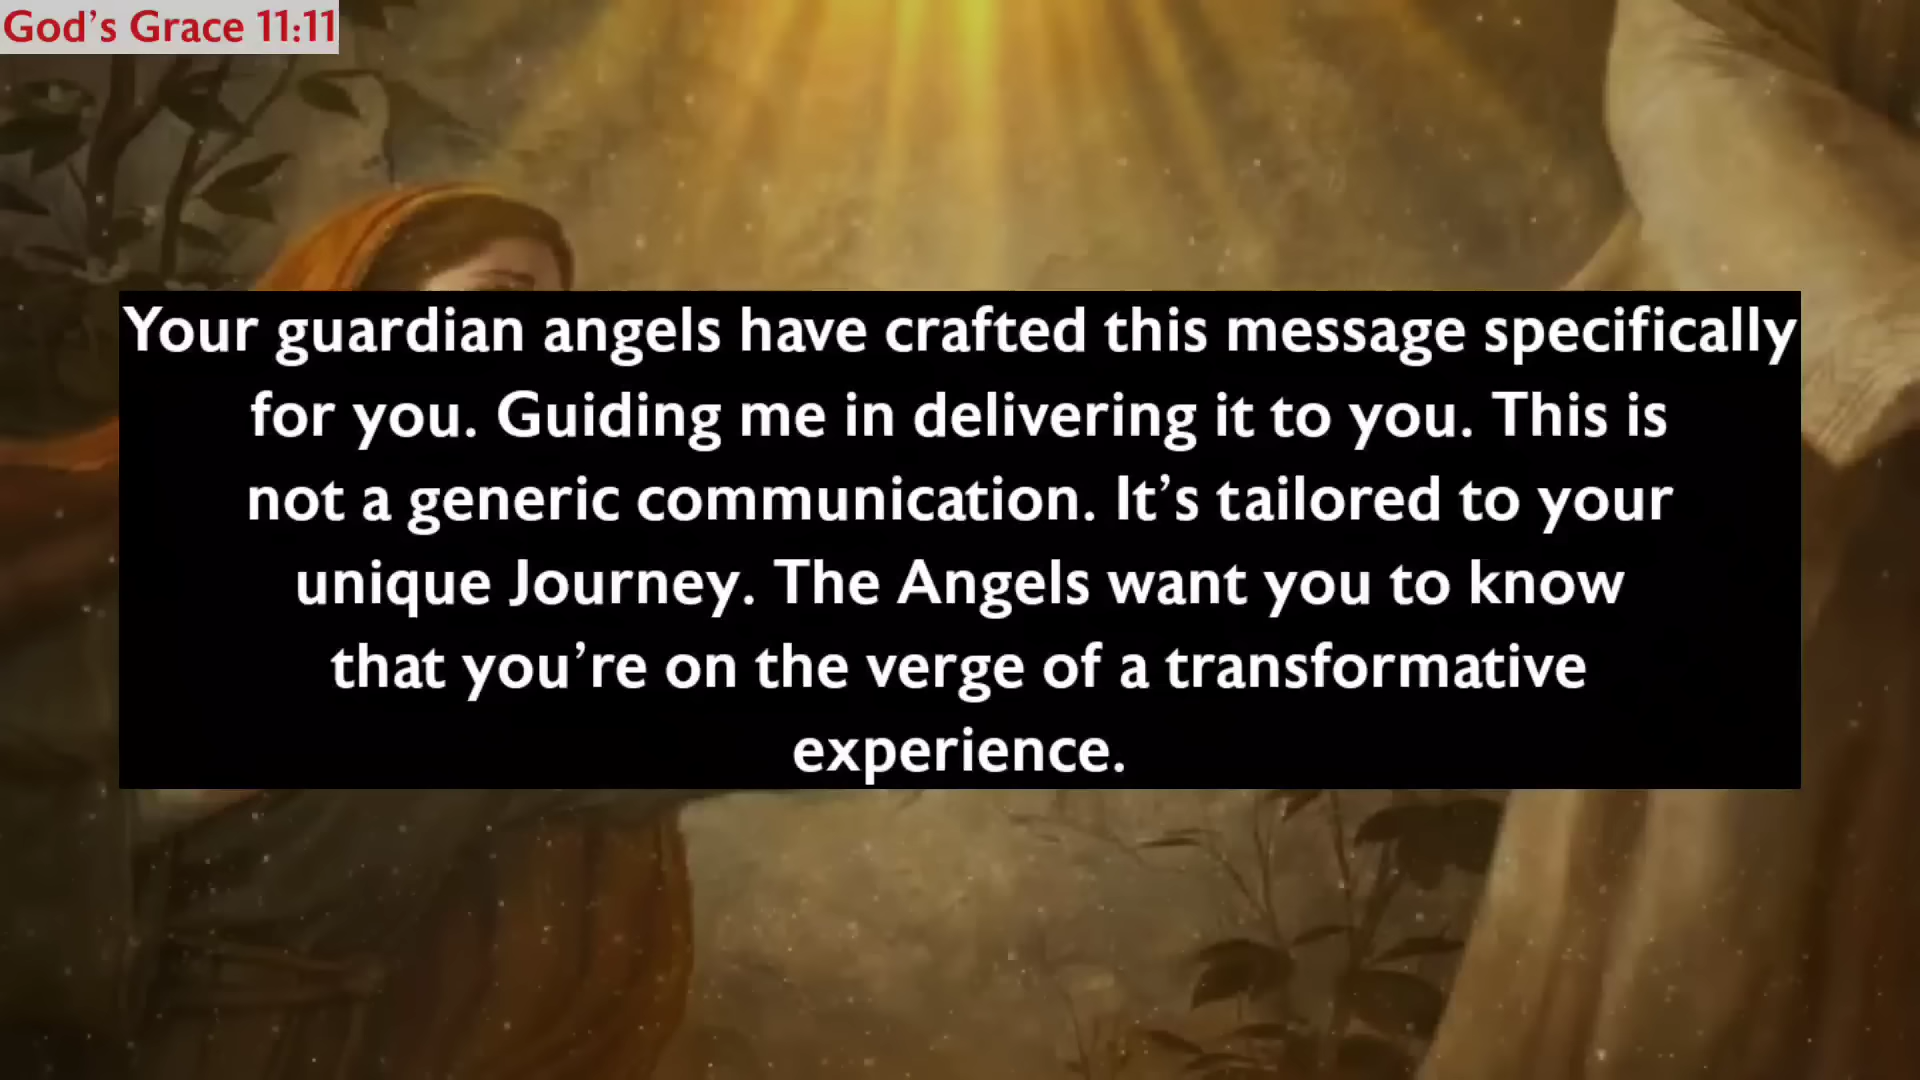 God’s Grace 11:11
Your guardian angels have crafted this message specifically
for you. Guiding me in delivering it to you. This is
not a generic communication. It’s tailored to your
unique Journey. The Angels want you to know
that you’re on the verge of a transformative
experience.